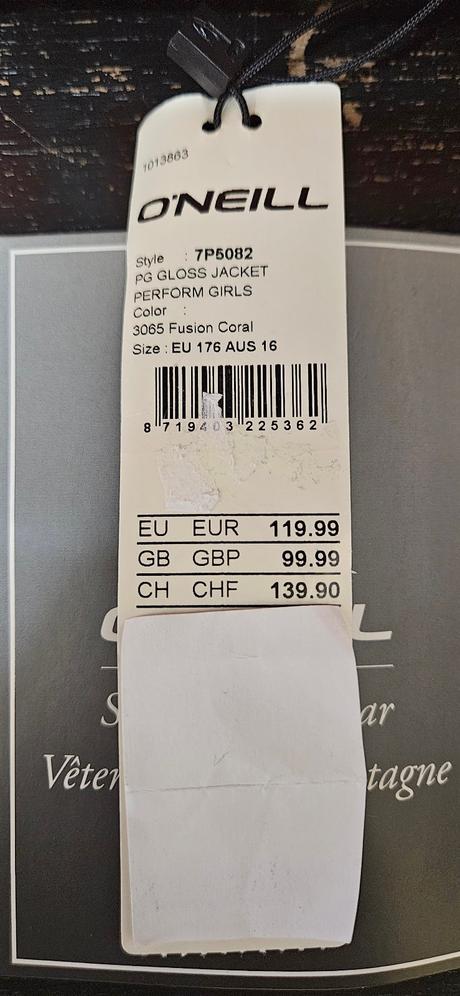 1013863
O'NEILL
Style : 7P5082
PG GLOSS JACKET
PERFORM GIRLS
Color :
3065 Fusion Coral
Size : EU 176 AUS 16
8 719403 225362
EU EUR 119.99
GB GBP 99.99
CH CHF 139.90